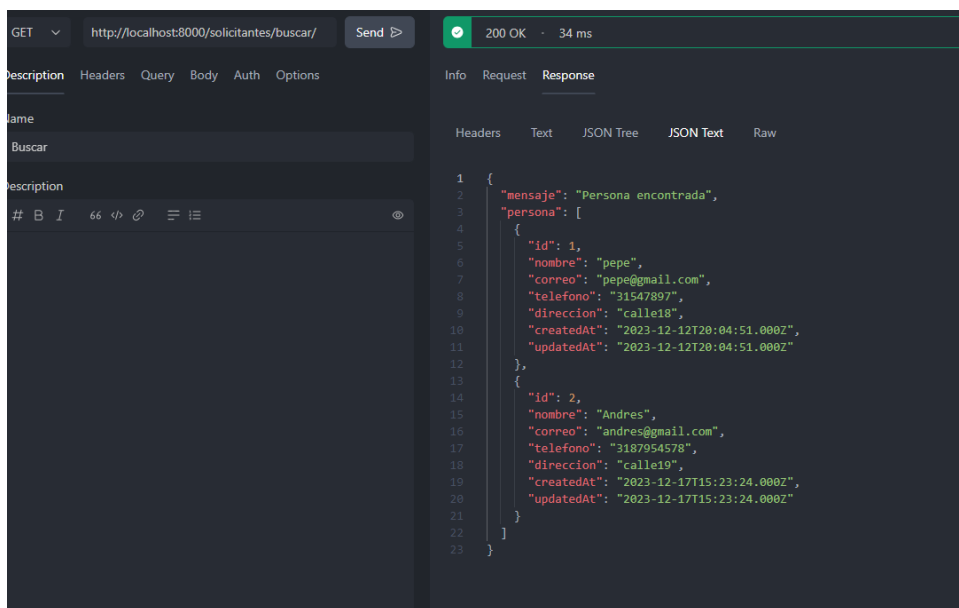 GET http://localhost:8000/solicitantes/buscar/ Send
200 OK · 34 ms
Description Headers Query Body Auth Options
Info Request Response
Name
Buscar
Description
# B I 66 </>
Headers Text JSON Tree JSON Text Raw
1 {
2 "mensaje": "Persona encontrada",
3 "persona": [
4 {
5 "id": 1,
6 "nombre": "pepe",
7 "correo": "pepe@gmail.com",
8 "telefono": "31547897",
9 "direccion": "calle18",
10 "createdAt": "2023-12-12T20:04:51.000Z",
11 "updatedAt": "2023-12-12T20:04:51.000Z"
12 },
13 {
14 "id": 2,
15 "nombre": "Andres",
16 "correo": "andres@gmail.com",
17 "telefono": "3187954578",
18 "direccion": "calle19",
19 "createdAt": "2023-12-17T15:23:24.000Z",
20 "updatedAt": "2023-12-17T15:23:24.000Z"
21 }
22 ]
23 }